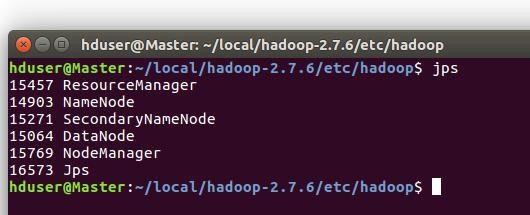 hduser@Master: ~/local/hadoop-2.7.6/etc/hadoop
hduser@Master:~/local/hadoop-2.7.6/etc/hadoop$ jps
15457 ResourceManager
14903 NameNode
15271 SecondaryNameNode
15064 DataNode
15769 NodeManager
16573 Jps
hduser@Master:~/local/hadoop-2.7.6/etc/hadoop$